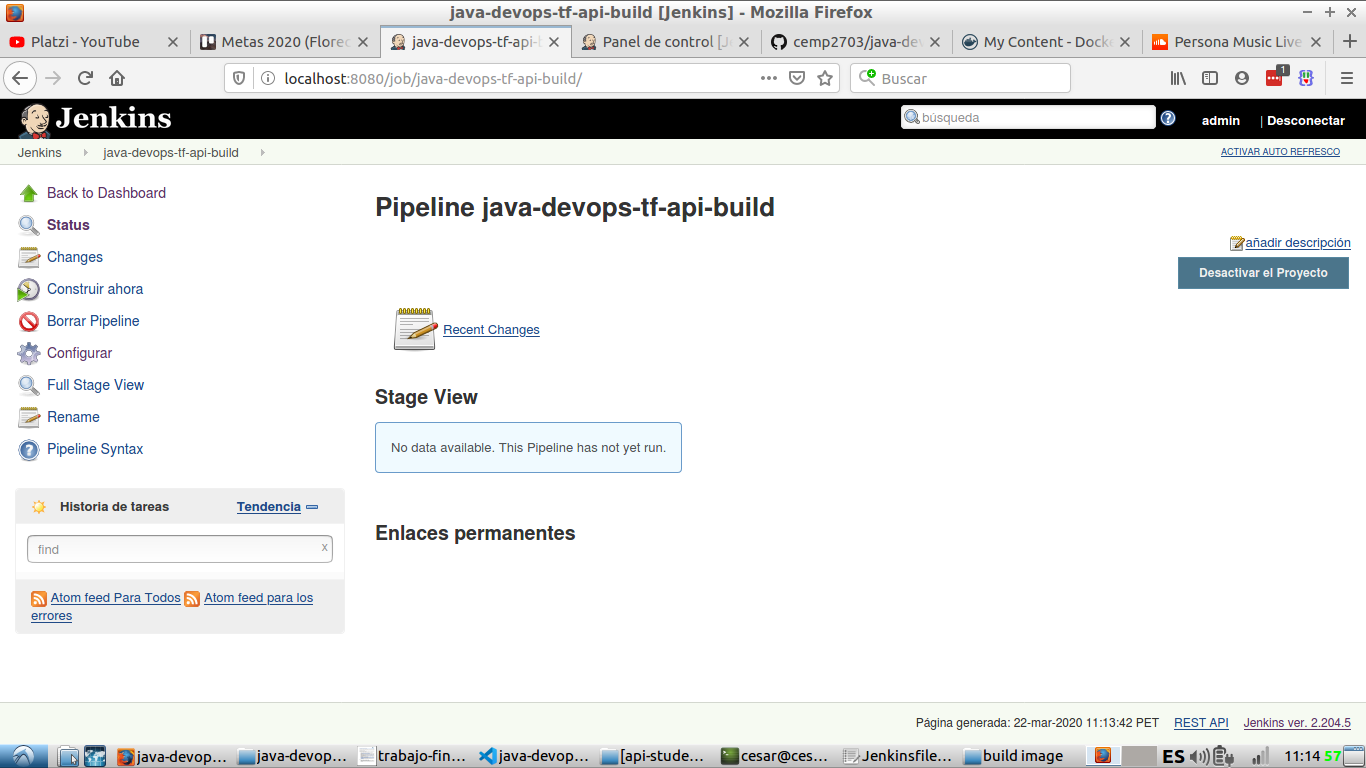 java-devops-tf-api-build [Jenkins] - Mozilla Firefox
Platzi - YouTube
Metas 2020 (Florec
java-devops-tf-api-b
Panel de control [J
cemp2703/java-dev
My Content - Docke
Persona Music Live
localhost:8080/job/java-devops-tf-api-build/
Buscar
1
Jenkins
búsqueda
admin
| Desconectar
Jenkins
java-devops-tf-api-build
ACTIVAR AUTO REFRESCO
Back to Dashboard
Status
Changes
Construir ahora
Borrar Pipeline
Configurar
Full Stage View
Rename
Pipeline Syntax
Historia de tareas
Tendencia
find
x
Atom feed Para Todos
Atom feed para los
errores
Pipeline java-devops-tf-api-build
añadir descripción
Desactivar el Proyecto
Recent Changes
Stage View
No data available. This Pipeline has not yet run.
Enlaces permanentes
Página generada: 22-mar-2020 11:13:42 PET
REST API
Jenkins ver. 2.204.5
java-devop...
java-devop...
trabajo-fin...
java-devop...
[api-stude...
cesar@ces...
Jenkinsfile...
build image
ES
11:14
57